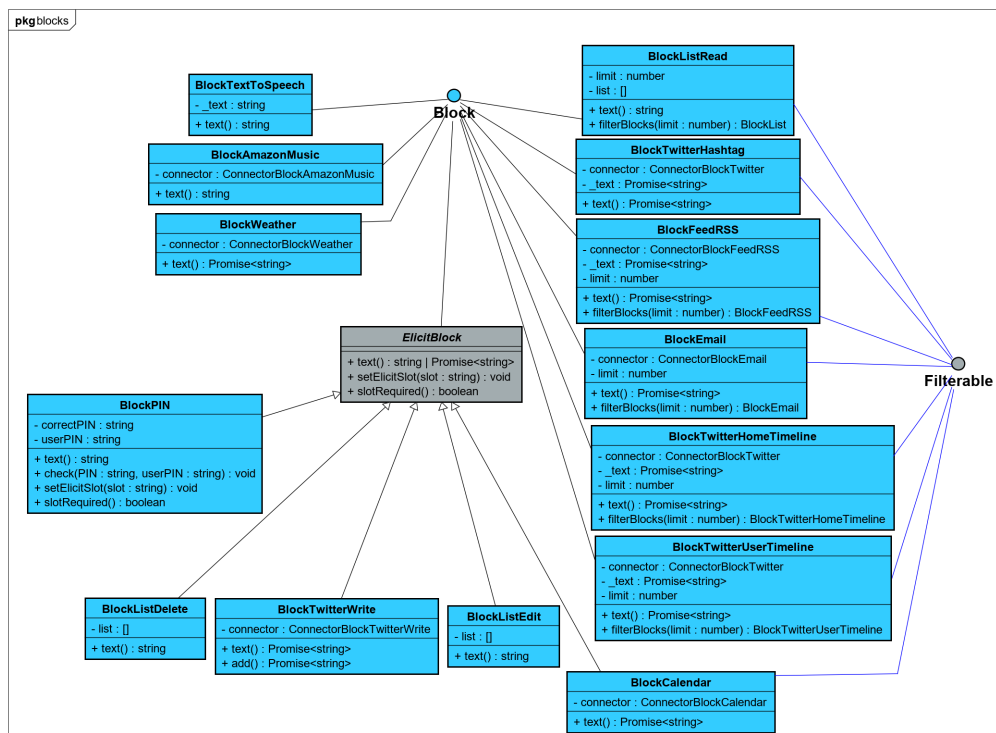 pkg blocks
BlockTextToSpeech
- _text : string
+ text() : string
Block
BlockListRead
- limit : number
- list : []
+ text() : string
+ filterBlocks(limit : number) : BlockList
BlockAmazonMusic
- connector : ConnectorBlockAmazonMusic
+ text() : string
BlockTwitterHashtag
- connector : ConnectorBlockTwitter
- _text : Promise<string>
+ text() : Promise<string>
BlockWeather
- connector : ConnectorBlockWeather
+ text() : Promise<string>
BlockFeedRSS
- connector : ConnectorBlockFeedRSS
- _text : Promise<string>
- limit : number
+ text() : Promise<string>
+ filterBlocks(limit : number) : BlockFeedRSS
ElicitBlock
+ text() : string | Promise<string>
+ setElicitSlot(slot : string) : void
+ slotRequired() : boolean
BlockEmail
- connector : ConnectorBlockEmail
- limit : number
+ text() : Promise<string>
+ filterBlocks(limit : number) : BlockEmail
Filterable
BlockPIN
- correctPIN : string
- userPIN : string
+ text() : string
+ check(PIN : string, userPIN : string) : void
+ setElicitSlot(slot : string) : void
+ slotRequired() : boolean
BlockTwitterHomeTimeline
- connector : ConnectorBlockTwitter
- _text : Promise<string>
- limit : number
+ text() : Promise<string>
+ filterBlocks(limit : number) : BlockTwitterHomeTimeline
BlockTwitterUserTimeline
- connector : ConnectorBlockTwitter
- _text : Promise<string>
- limit : number
+ text() : Promise<string>
+ filterBlocks(limit : number) : BlockTwitterUserTimeline
BlockListDelete
- list : []
+ text() : string
BlockTwitterWrite
- connector : ConnectorBlockTwitterWrite
+ text() : Promise<string>
+ add() : Promise<string>
BlockListEdit
- list : []
+ text() : string
BlockCalendar
- connector : ConnectorBlockCalendar
+ text() : Promise<string>